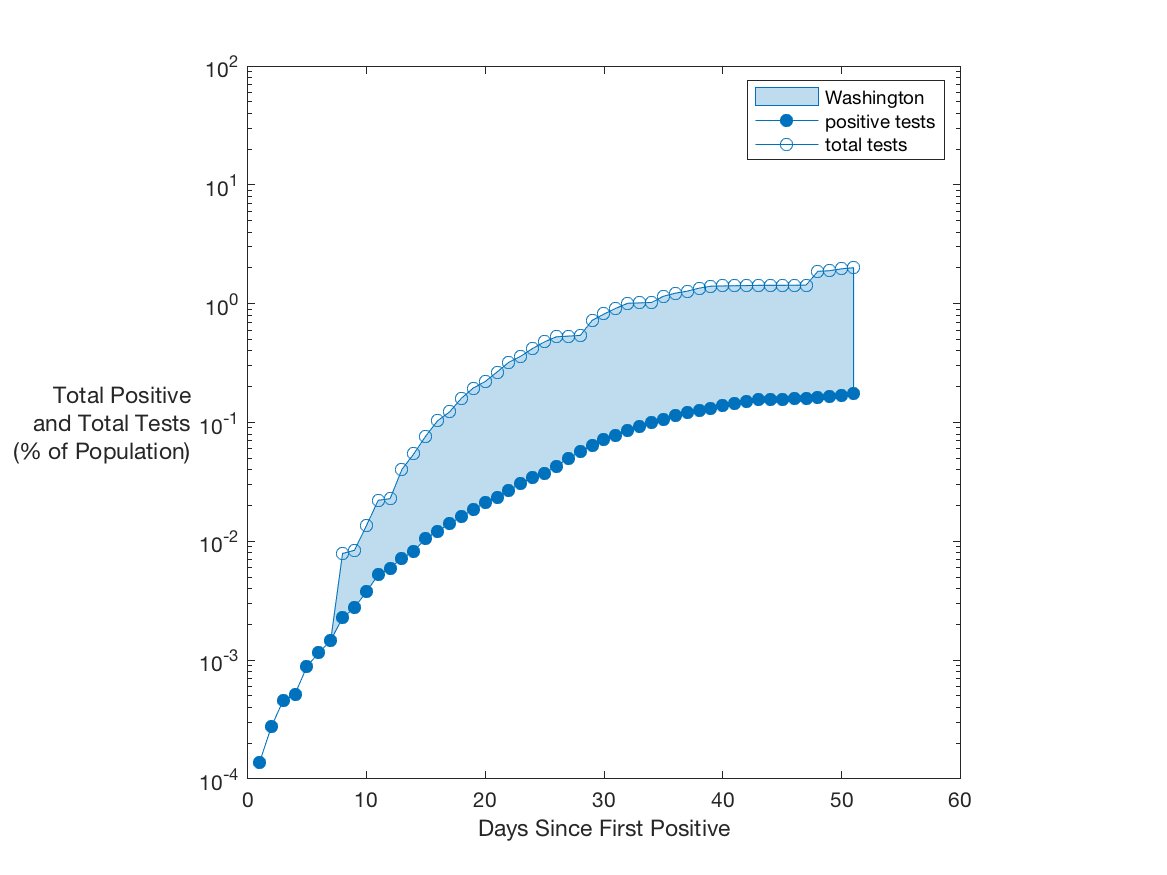 10^2
10^1
10^0
10^-1
10^-2
10^-3
10^-4
Total Positive
and Total Tests
(% of Population)
Washington
positive tests
total tests
0 10 20 30 40 50 60
Days Since First Positive